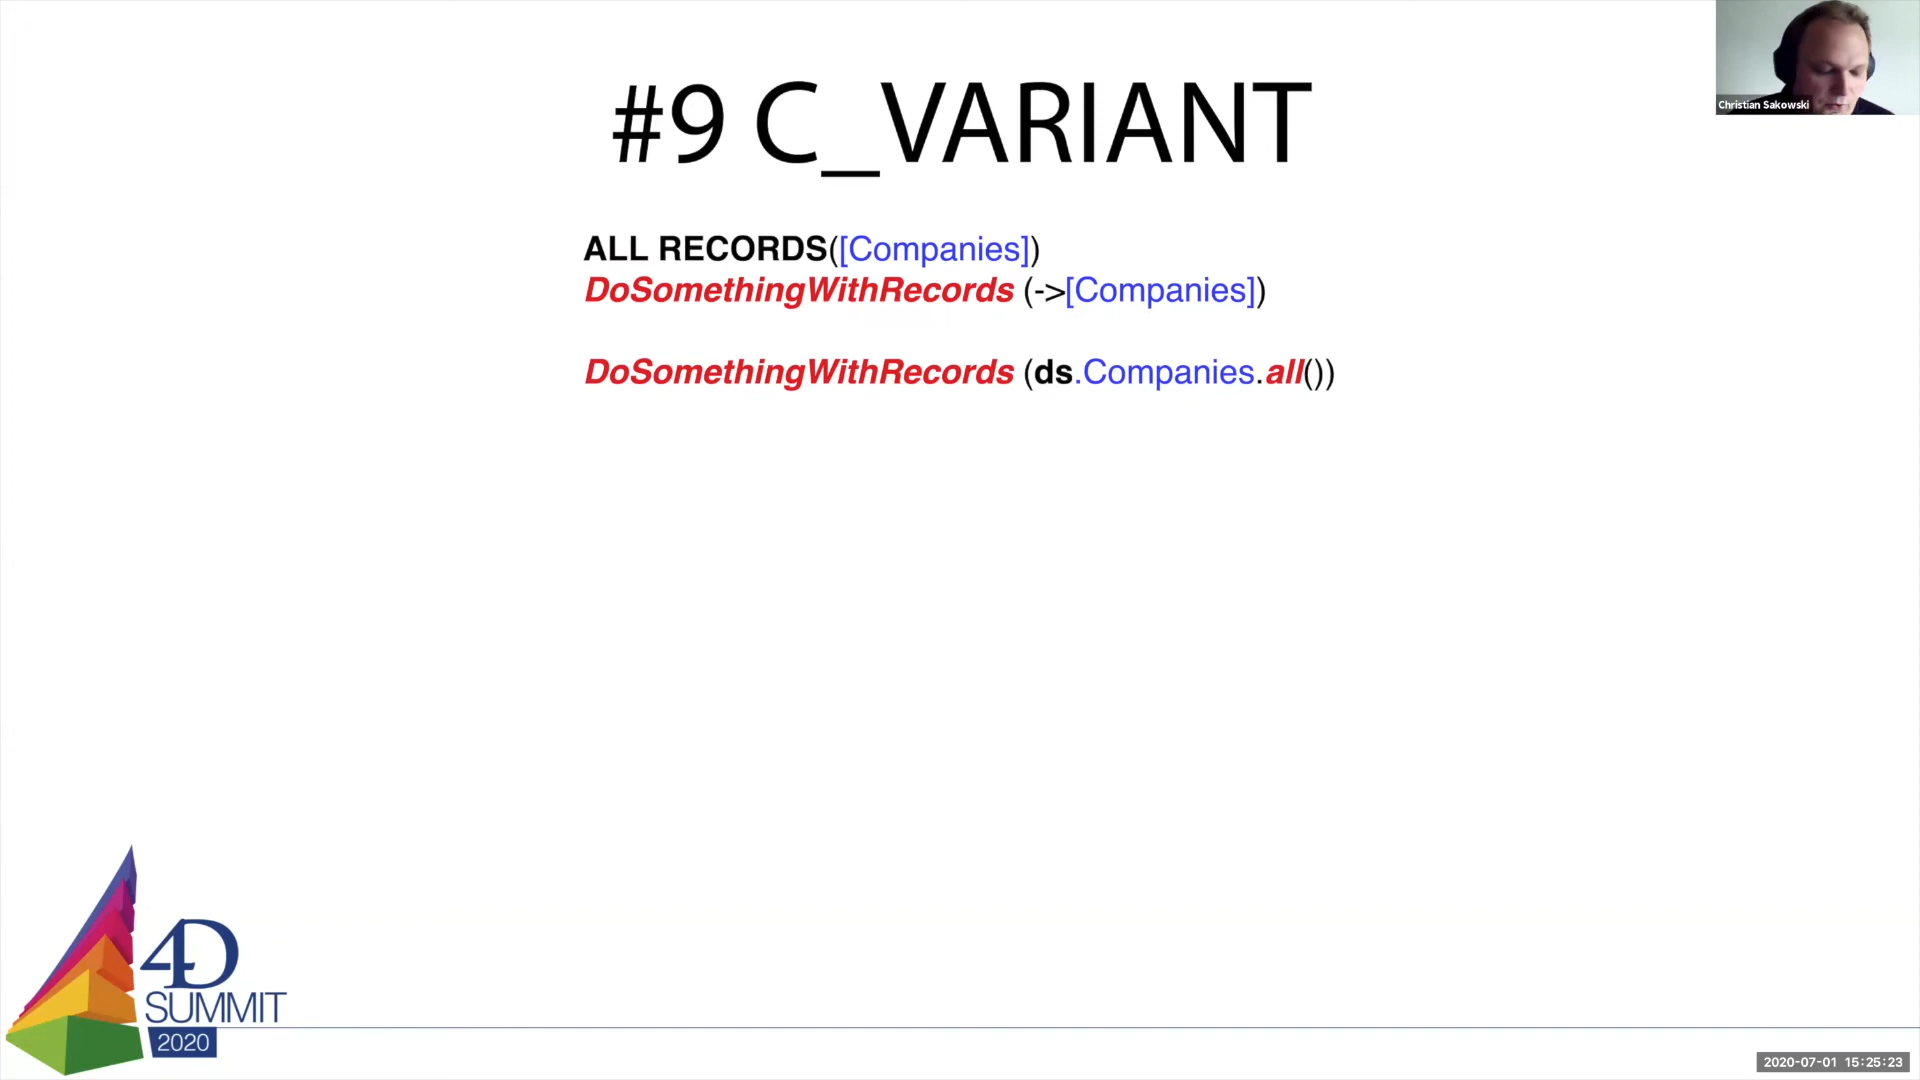 #9 C_VARIANT
Christian Sakowski
ALL RECORDS([Companies])
DoSomethingWithRecords (->[Companies])
DoSomethingWithRecords (ds.Companies.all())
4D
SUMMIT
2020
2020-07-01 15:25:23